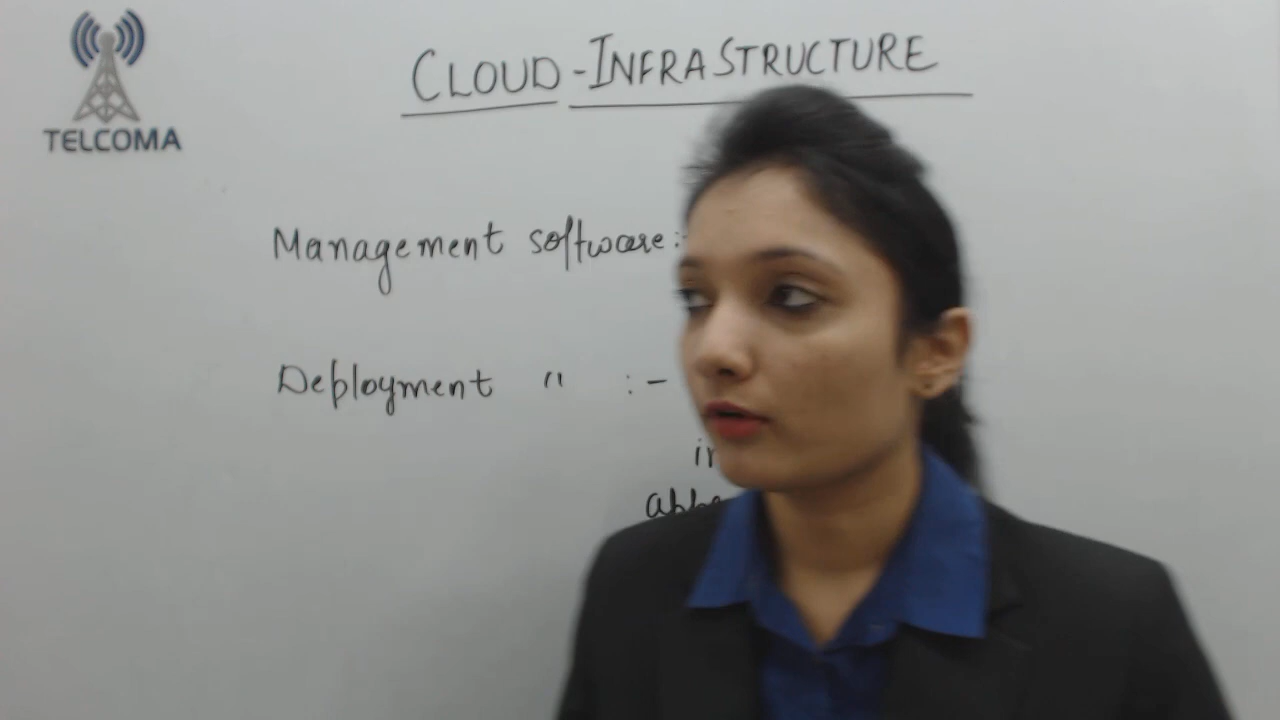 TELCOMA
CLOUD-INFRASTRUCTURE
Management software:-
Deployment " :-